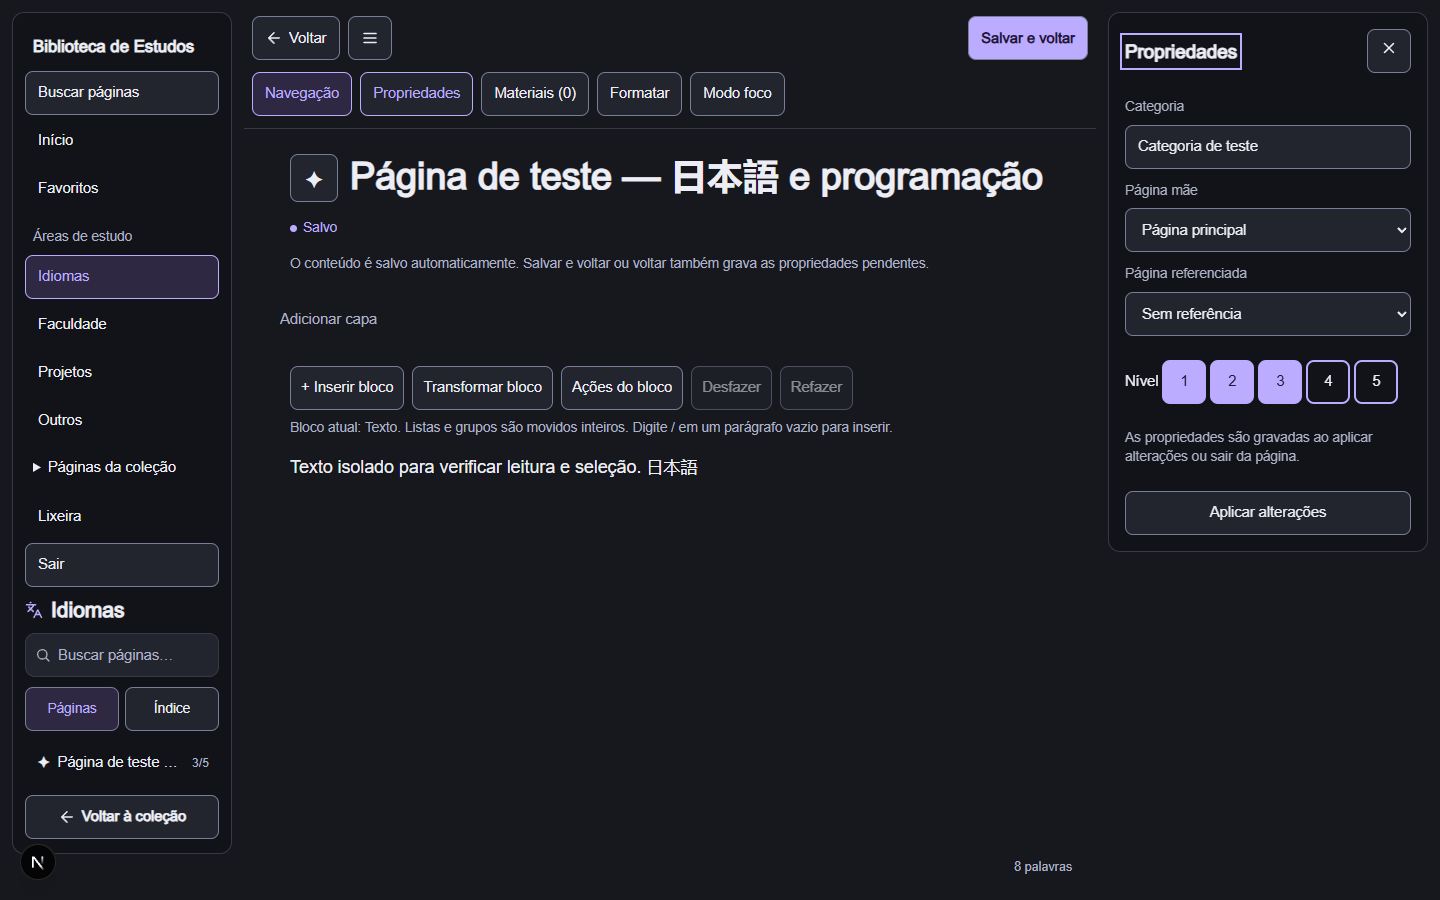 Biblioteca de Estudos
Buscar páginas
Início
Favoritos
Áreas de estudo
Idiomas
Faculdade
Projetos
Outros
Páginas da coleção
Lixeira
Sair
Idiomas
Buscar páginas...
Páginas
Índice
Página de teste ...
3/5
Voltar à coleção
N
Voltar
Salvar e voltar
Navegação
Propriedades
Materiais (0)
Formatar
Modo foco
Página de teste — 日本語 e programação
Salvo
O conteúdo é salvo automaticamente. Salvar e voltar ou voltar também grava as propriedades pendentes.
Adicionar capa
+ Inserir bloco
Transformar bloco
Ações do bloco
Desfazer
Refazer
Bloco atual: Texto. Listas e grupos são movidos inteiros. Digite / em um parágrafo vazio para inserir.
Texto isolado para verificar leitura e seleção. 日本語
8 palavras
Propriedades
Categoria
Categoria de teste
Página mãe
Página principal
Página referenciada
Sem referência
Nível 1 2 3 4 5
As propriedades são gravadas ao aplicar
alterações ou sair da página.
Aplicar alterações